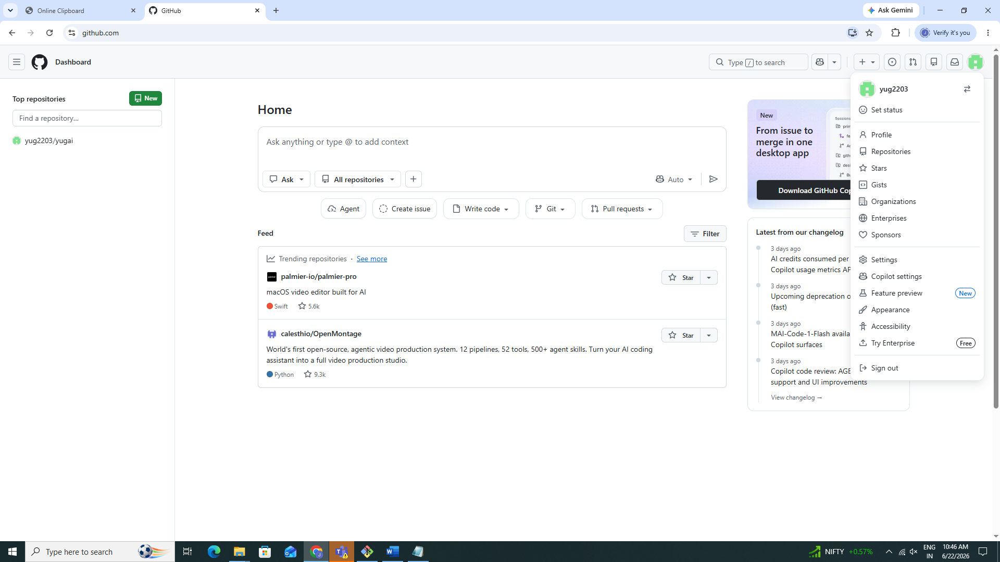 Online Clipboard
GitHub
Ask Gemini
github.com
Verify it's you
Dashboard
Type / to search
Top repositories
New
Find a repository...
yug2203/yugai
Home
Ask anything or type @ to add context
Ask
All repositories
Auto
Agent
Create issue
Write code
Git
Pull requests
Feed
Filter
Trending repositories · See more
palmier-io/palmier-pro
Star
macOS video editor built for AI
Swift
5.6k
calesthio/OpenMontage
Star
World's first open-source, agentic video production system. 12 pipelines, 52 tools, 500+ agent skills. Turn your AI coding
assistant into a full video production studio.
Python
9.3k
New
From issue to
merge in one
desktop app
Sessions
Download GitHub Cop
Latest from our changelog
3 days ago
AI credits consumed per
Copilot usage metrics AP
3 days ago
Upcoming deprecation o
(fast)
3 days ago
MAI-Code-1-Flash availa
Copilot surfaces
3 days ago
Copilot code review: AGE
support and UI improvements
View changelog →
yug2203
Set status
Profile
Repositories
Stars
Gists
Organizations
Enterprises
Sponsors
Settings
Copilot settings
Feature preview
New
Appearance
Accessibility
Try Enterprise
Free
Sign out
Type here to search
NIFTY +0.57%
ENG
IN
10:46 AM
6/22/2026